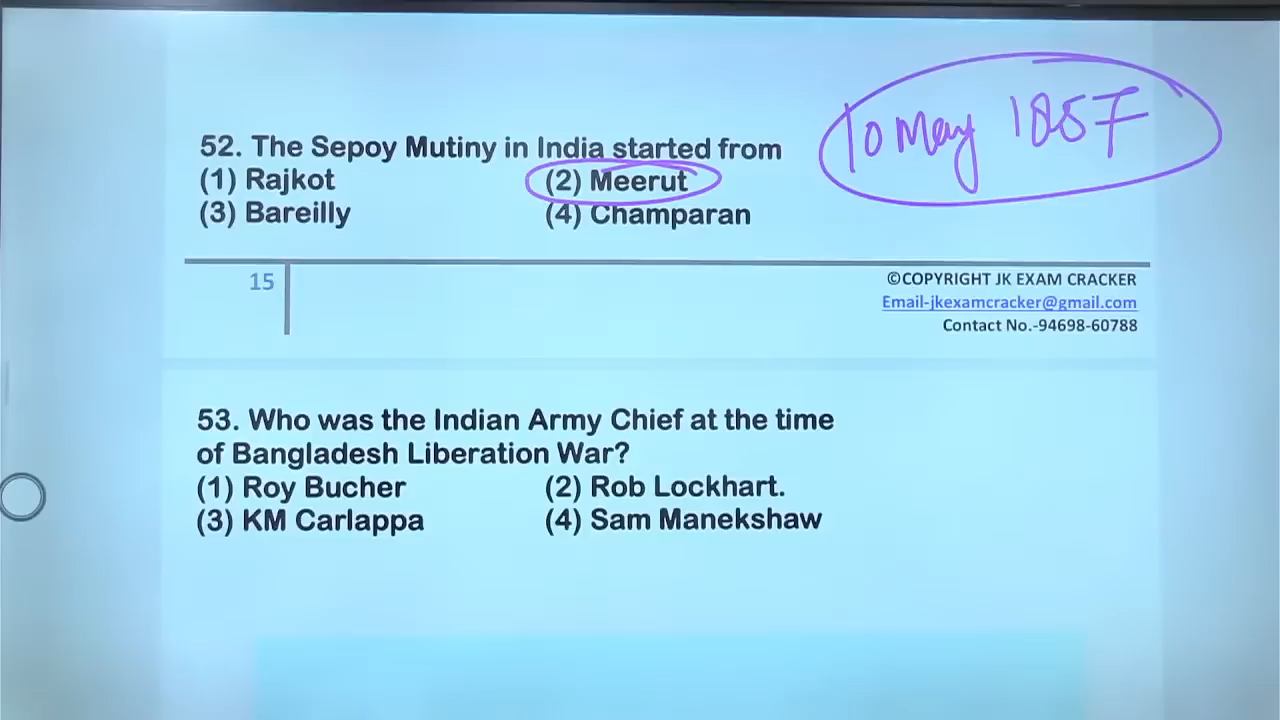 10 May 1857
52. The Sepoy Mutiny in India started from
(1) Rajkot (2) Meerut
(3) Bareilly (4) Champaran
15
©COPYRIGHT JK EXAM CRACKER
Email-jkexamcracker@gmail.com
Contact No.-94698-60788
53. Who was the Indian Army Chief at the time
of Bangladesh Liberation War?
(1) Roy Bucher (2) Rob Lockhart.
(3) KM Carlappa (4) Sam Manekshaw